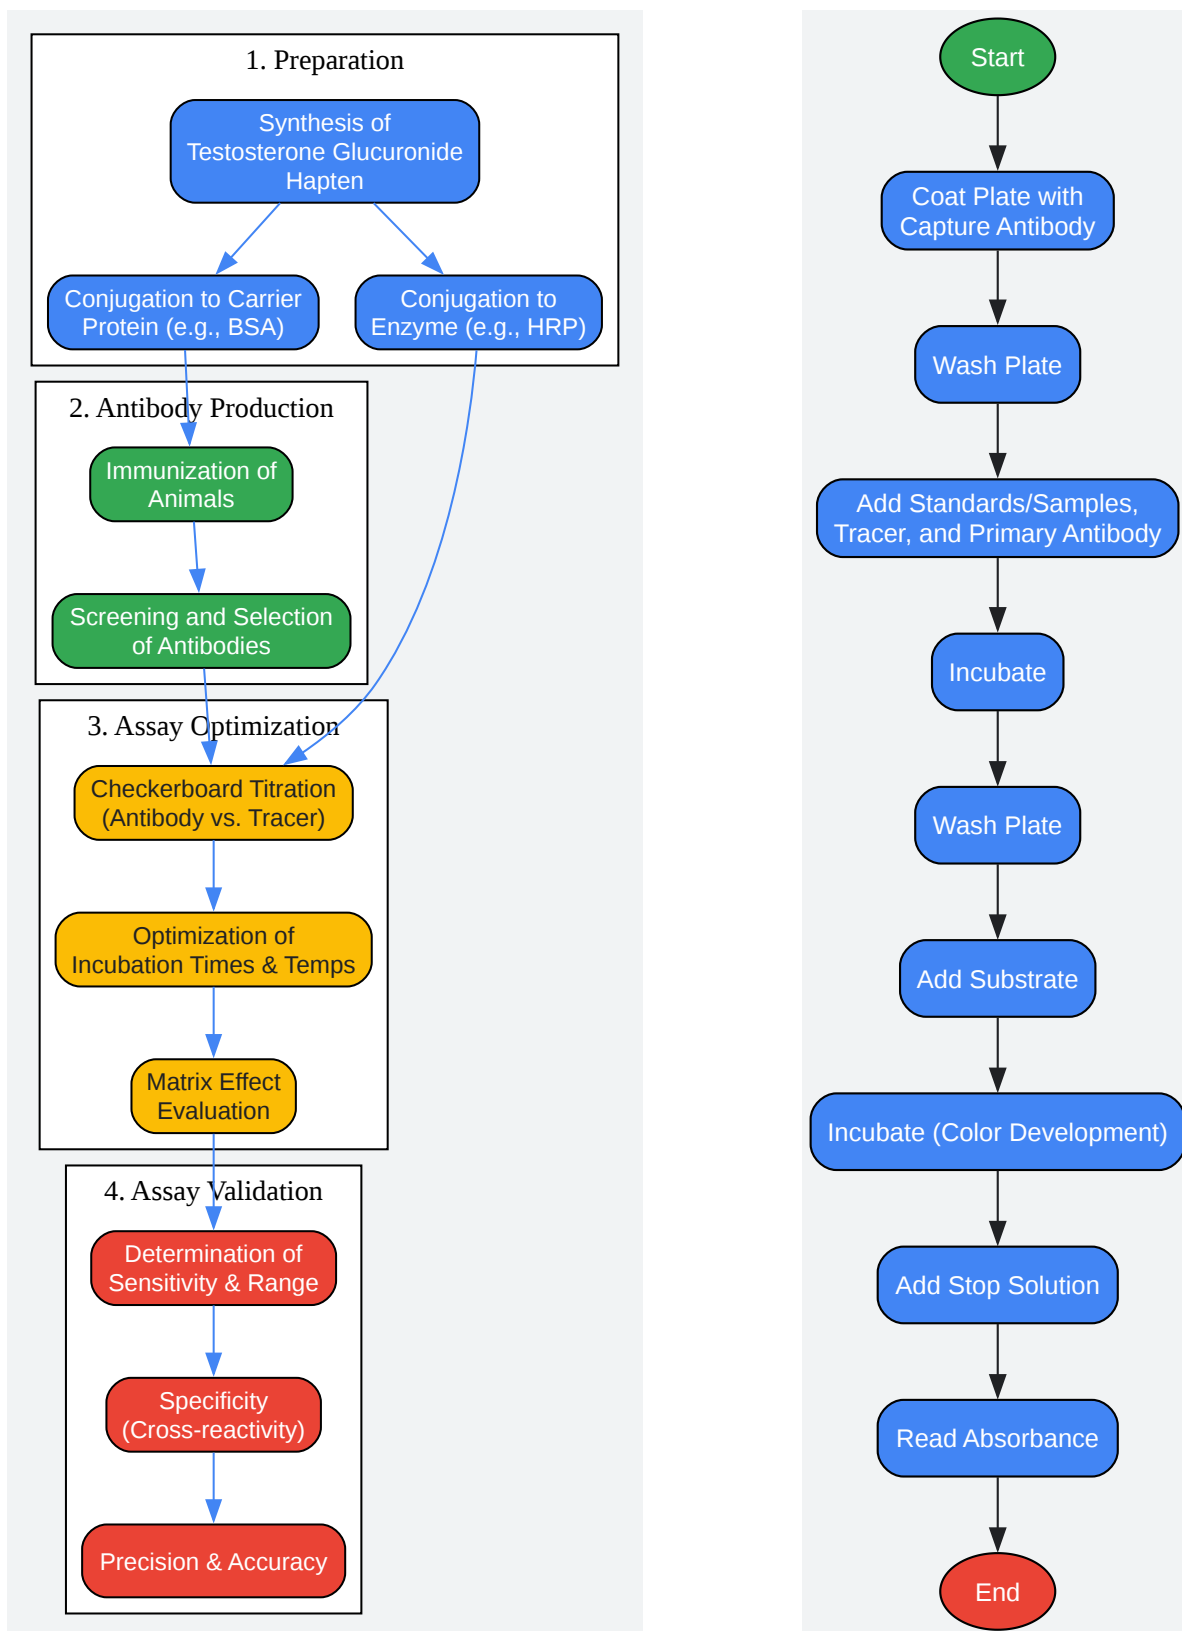 1. Preparation
Synthesis of
Testosterone Glucuronide
Hapten
Conjugation to Carrier
Protein (e.g., BSA)
Conjugation to
Enzyme (e.g., HRP)
2. Antibody Production
Immunization of
Animals
Screening and Selection
of Antibodies
3. Assay Optimization
Checkerboard Titration
(Antibody vs. Tracer)
Optimization of
Incubation Times & Temps
Matrix Effect
Evaluation
4. Assay Validation
Determination of
Sensitivity & Range
Specificity
(Cross-reactivity)
Precision & Accuracy
Start
Coat Plate with
Capture Antibody
Wash Plate
Add Standards/Samples,
Tracer, and Primary Antibody
Incubate
Wash Plate
Add Substrate
Incubate (Color Development)
Add Stop Solution
Read Absorbance
End